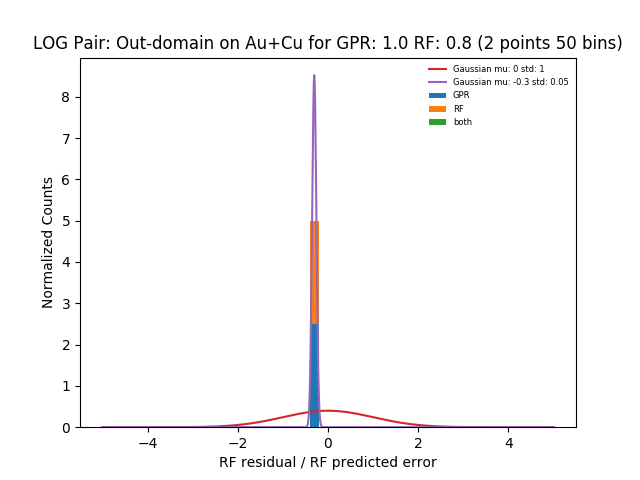 LOG Pair: Out-domain on Au+Cu for GPR: 1.0 RF: 0.8 (2 points 50 bins)
Gaussian mu: 0 std: 1
Gaussian mu: -0.3 std: 0.05
GPR
RF
both
Normalized Counts
8
7
6
5
4
3
2
1
0
−4
−2
0
2
4
RF residual / RF predicted error